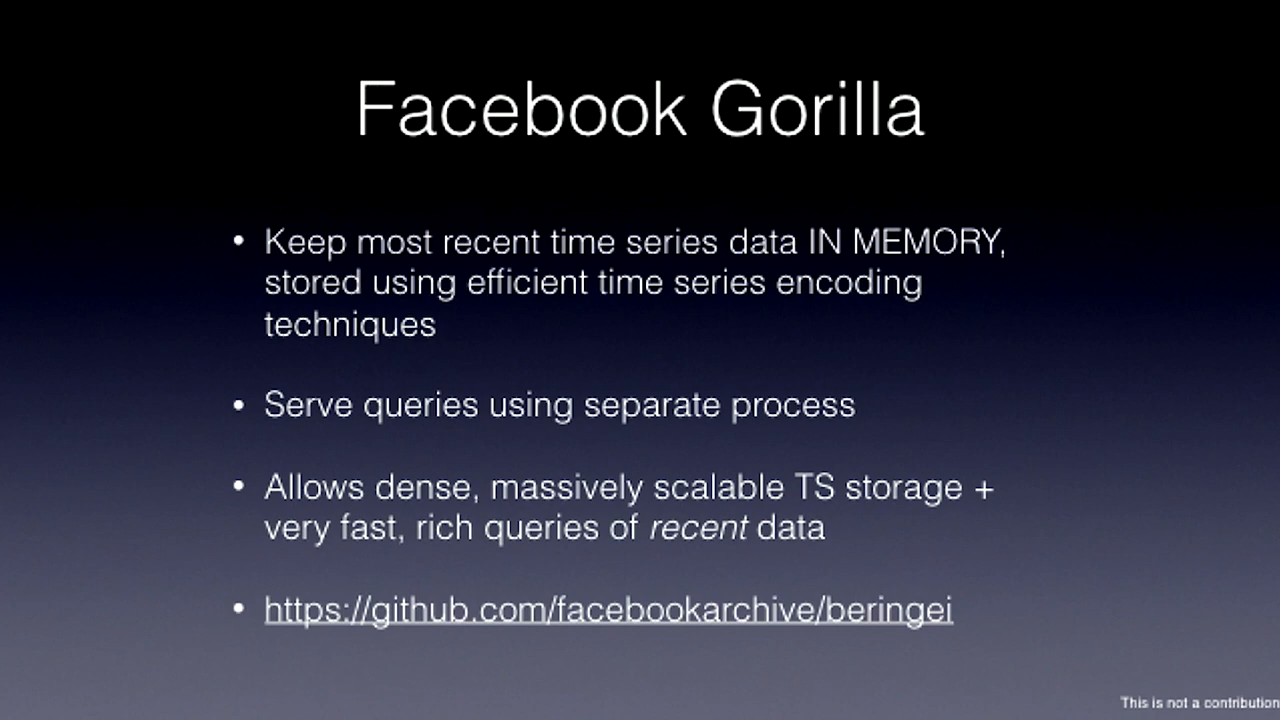 Facebook Gorilla
• Keep most recent time series data IN MEMORY,
stored using efficient time series encoding
techniques
• Serve queries using separate process
• Allows dense, massively scalable TS storage +
very fast, rich queries of recent data
• https://github.com/facebookarchive/beringei
This is not a contribution